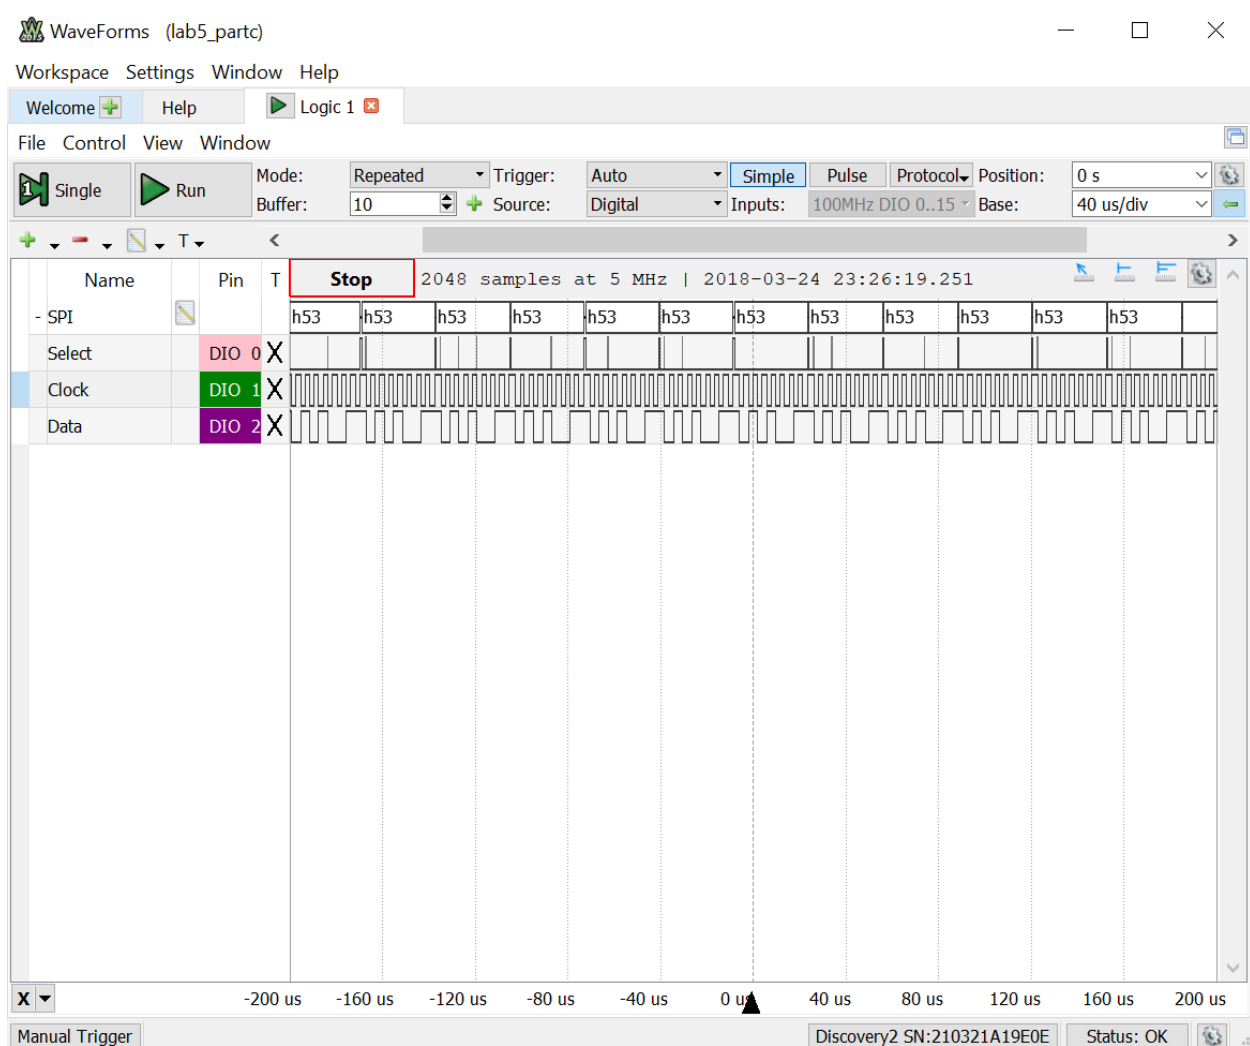 WaveForms (lab5_partc)
Workspace Settings Window Help
Welcome Help Logic 1
File Control View Window
Single Run Mode: Repeated Trigger: Auto Simple Pulse Protocol Position: 0 s
Buffer: 10 Source: Digital Inputs: 100MHz DIO 0..15 Base: 40 us/div
T
Name Pin T Stop 2048 samples at 5 MHz | 2018-03-24 23:26:19.251
- SPI h53 h53 h53 h53 h53 h53 h53 h53 h53 h53 h53 h53
Select DIO 0 X
Clock DIO 1 X
Data DIO 2 X
X -200 us -160 us -120 us -80 us -40 us 0 us 40 us 80 us 120 us 160 us 200 us
Manual Trigger Discovery2 SN:210321A19E0E Status: OK